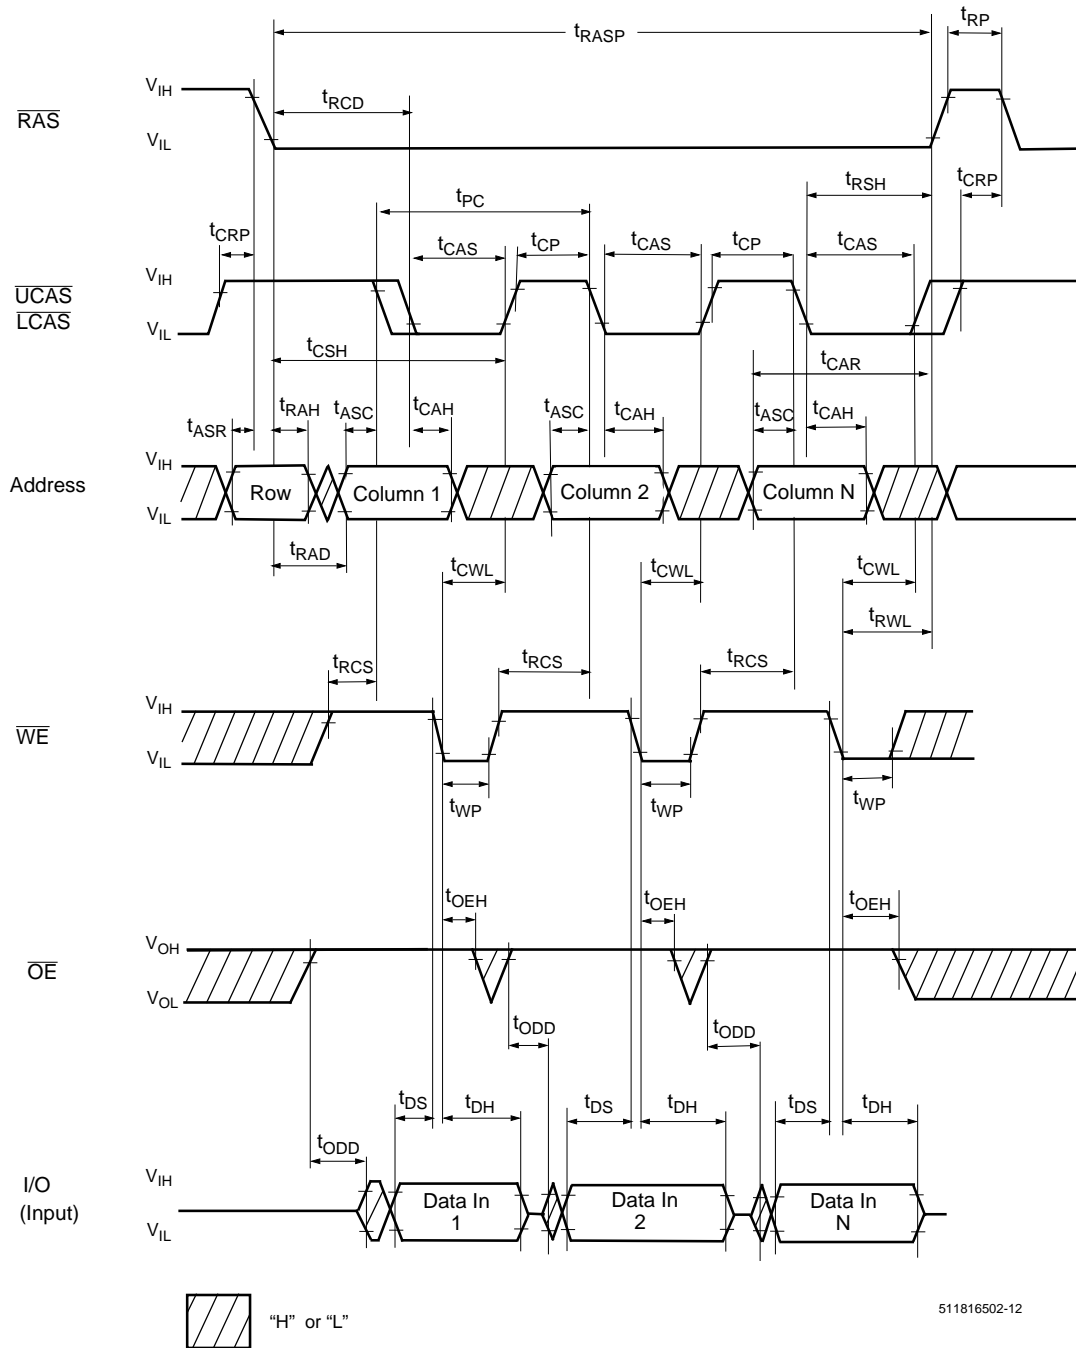 tRASP
tRP
RAS
VIH
VIL
tRCD
tPC
tRSH
tCRP
tCRP
tCAS
tCP
tCAS
tCP
tCAS
UCAS
LCAS
VIH
VIL
tCSH
tCAR
tASR
tRAH
tASC
tCAH
tASC
tCAH
tASC
tCAH
Address
VIH
VIL
Row
Column 1
Column 2
Column N
tRAD
tCWL
tCWL
tCWL
tRWL
tRCS
tRCS
tRCS
WE
VIH
VIL
tWP
tWP
tWP
tOEH
tOEH
tOEH
OE
VOH
VOL
tODD
tODD
tDS
tDH
tDS
tDH
tDS
tDH
tODD
I/O
(Input)
VIH
VIL
Data In
1
Data In
2
Data In
N
“H” or “L”
511816502-12